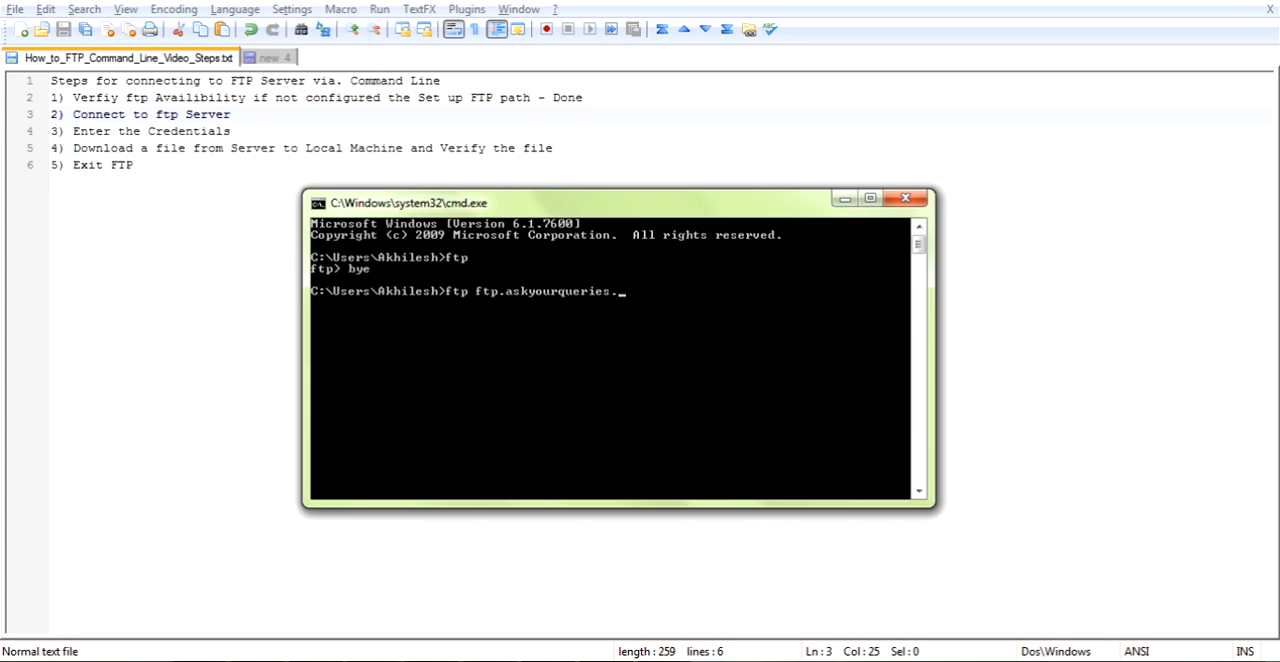 File Edit Search View Encoding Language Settings Macro Run TextFX Plugins Window ? X
How_to_FTP_Command_Line_Video_Steps.txt new 4
1 Steps for connecting to FTP Server via. Command Line
2 1) Verfiy ftp Availibility if not configured the Set up FTP path - Done
3 2) Connect to ftp Server
4 3) Enter the Credentials
5 4) Download a file from Server to Local Machine and Verify the file
6 5) Exit FTP
C:\Windows\system32\cmd.exe
Microsoft Windows [Version 6.1.7600]
Copyright (c) 2009 Microsoft Corporation. All rights reserved.
C:\Users\Akhilesh>ftp
ftp> bye
C:\Users\Akhilesh>ftp ftp.askyourqueries._
Normal text file length : 259 lines : 6 Ln : 3 Col : 25 Sel : 0 Dos\Windows ANSI INS